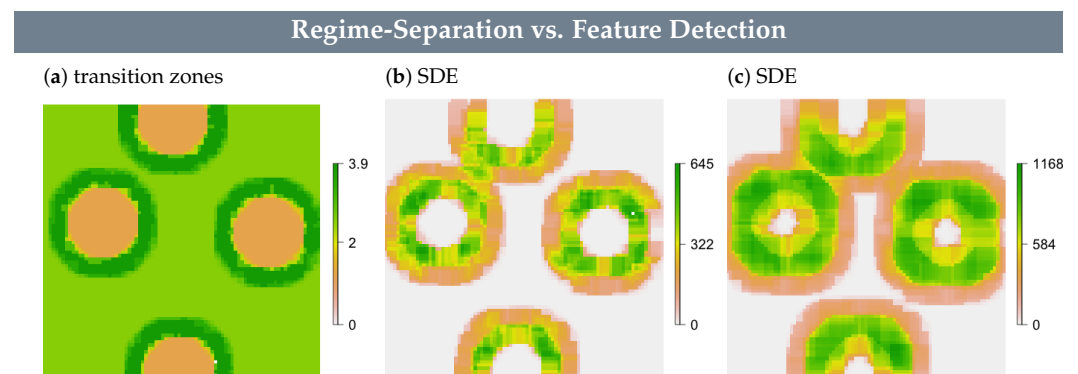 Regime-Separation vs. Feature Detection
(a) transition zones
(b) SDE
(c) SDE
3.9
2
0
645
322
0
1168
584
0